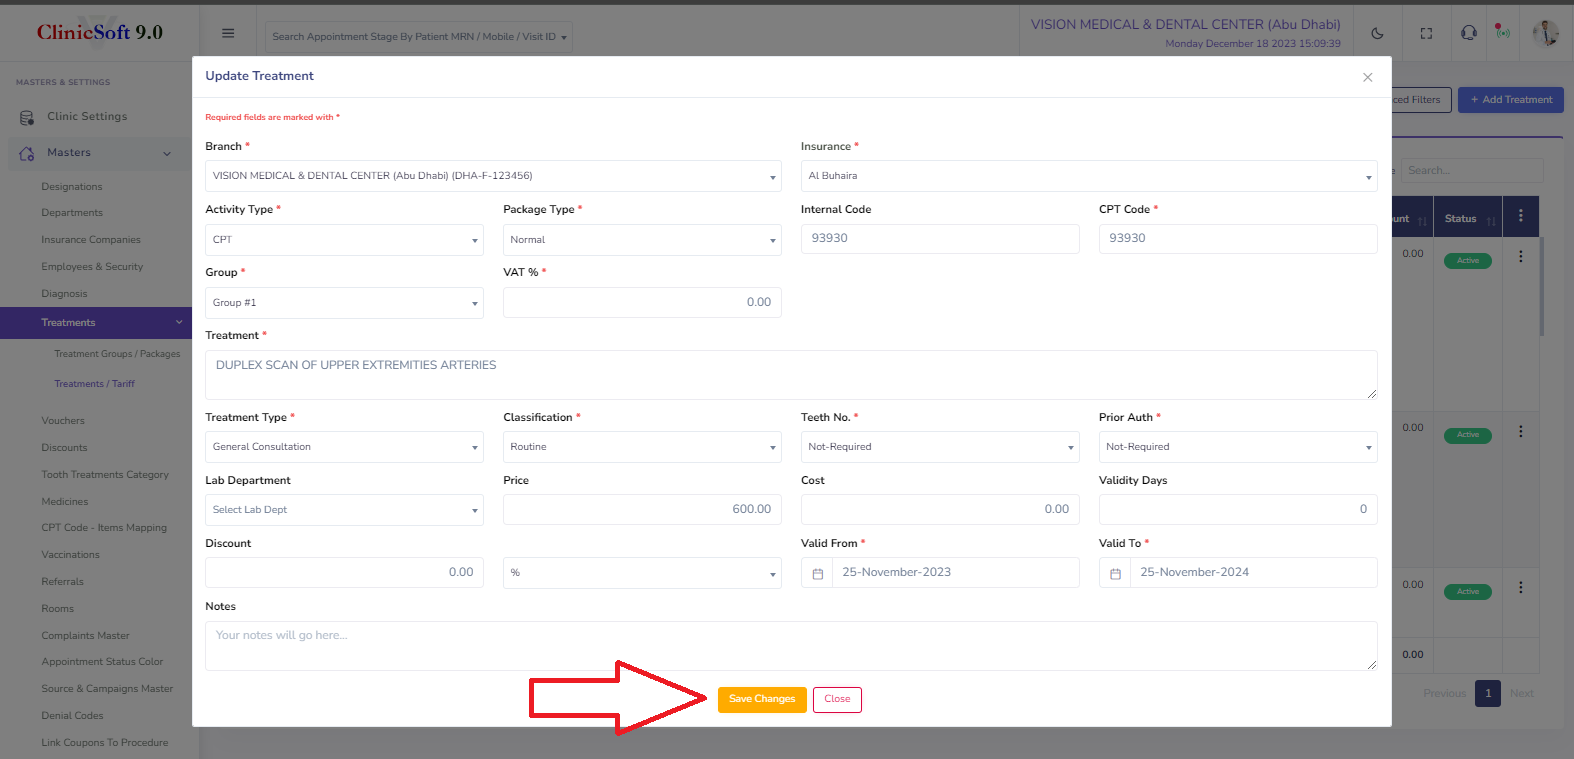 ClinicSoft 9.0
Search Appointment Stage By Patient MRN / Mobile / Visit ID
VISION MEDICAL & DENTAL CENTER (Abu Dhabi)
Monday December 18 2023 15:09:39
MASTERS & SETTINGS
Clinic Settings
Masters
Designations
Departments
Insurance Companies
Employees & Security
Diagnosis
Treatments
Treatment Groups / Packages
Treatments / Tariff
Vouchers
Discounts
Tooth Treatments Category
Medicines
CPT Code - Items Mapping
Vaccinations
Referrals
Rooms
Complaints Master
Appointment Status Color
Source & Campaigns Master
Denial Codes
Link Coupons To Procedure
Update Treatment
Required fields are marked with *
Branch * Insurance *
VISION MEDICAL & DENTAL CENTER (Abu Dhabi) (DHA-F-123456) Al Buhaira
Activity Type * Package Type * Internal Code CPT Code *
CPT Normal 93930 93930
Group * VAT % *
Group #1 0.00
Treatment *
DUPLEX SCAN OF UPPER EXTREMITIES ARTERIES
Treatment Type * Classification * Teeth No. * Prior Auth *
General Consultation Routine Not-Required Not-Required
Lab Department Price Cost Validity Days
Select Lab Dept 600.00 0.00 0
Discount Valid From * Valid To *
0.00 % 25-November-2023 25-November-2024
Notes
Your notes will go here...
Save Changes Close
ced Filters + Add Treatment
Search...
unt Status
0.00 Active
0.00 Active
0.00 Active
0.00
Previous 1 Next